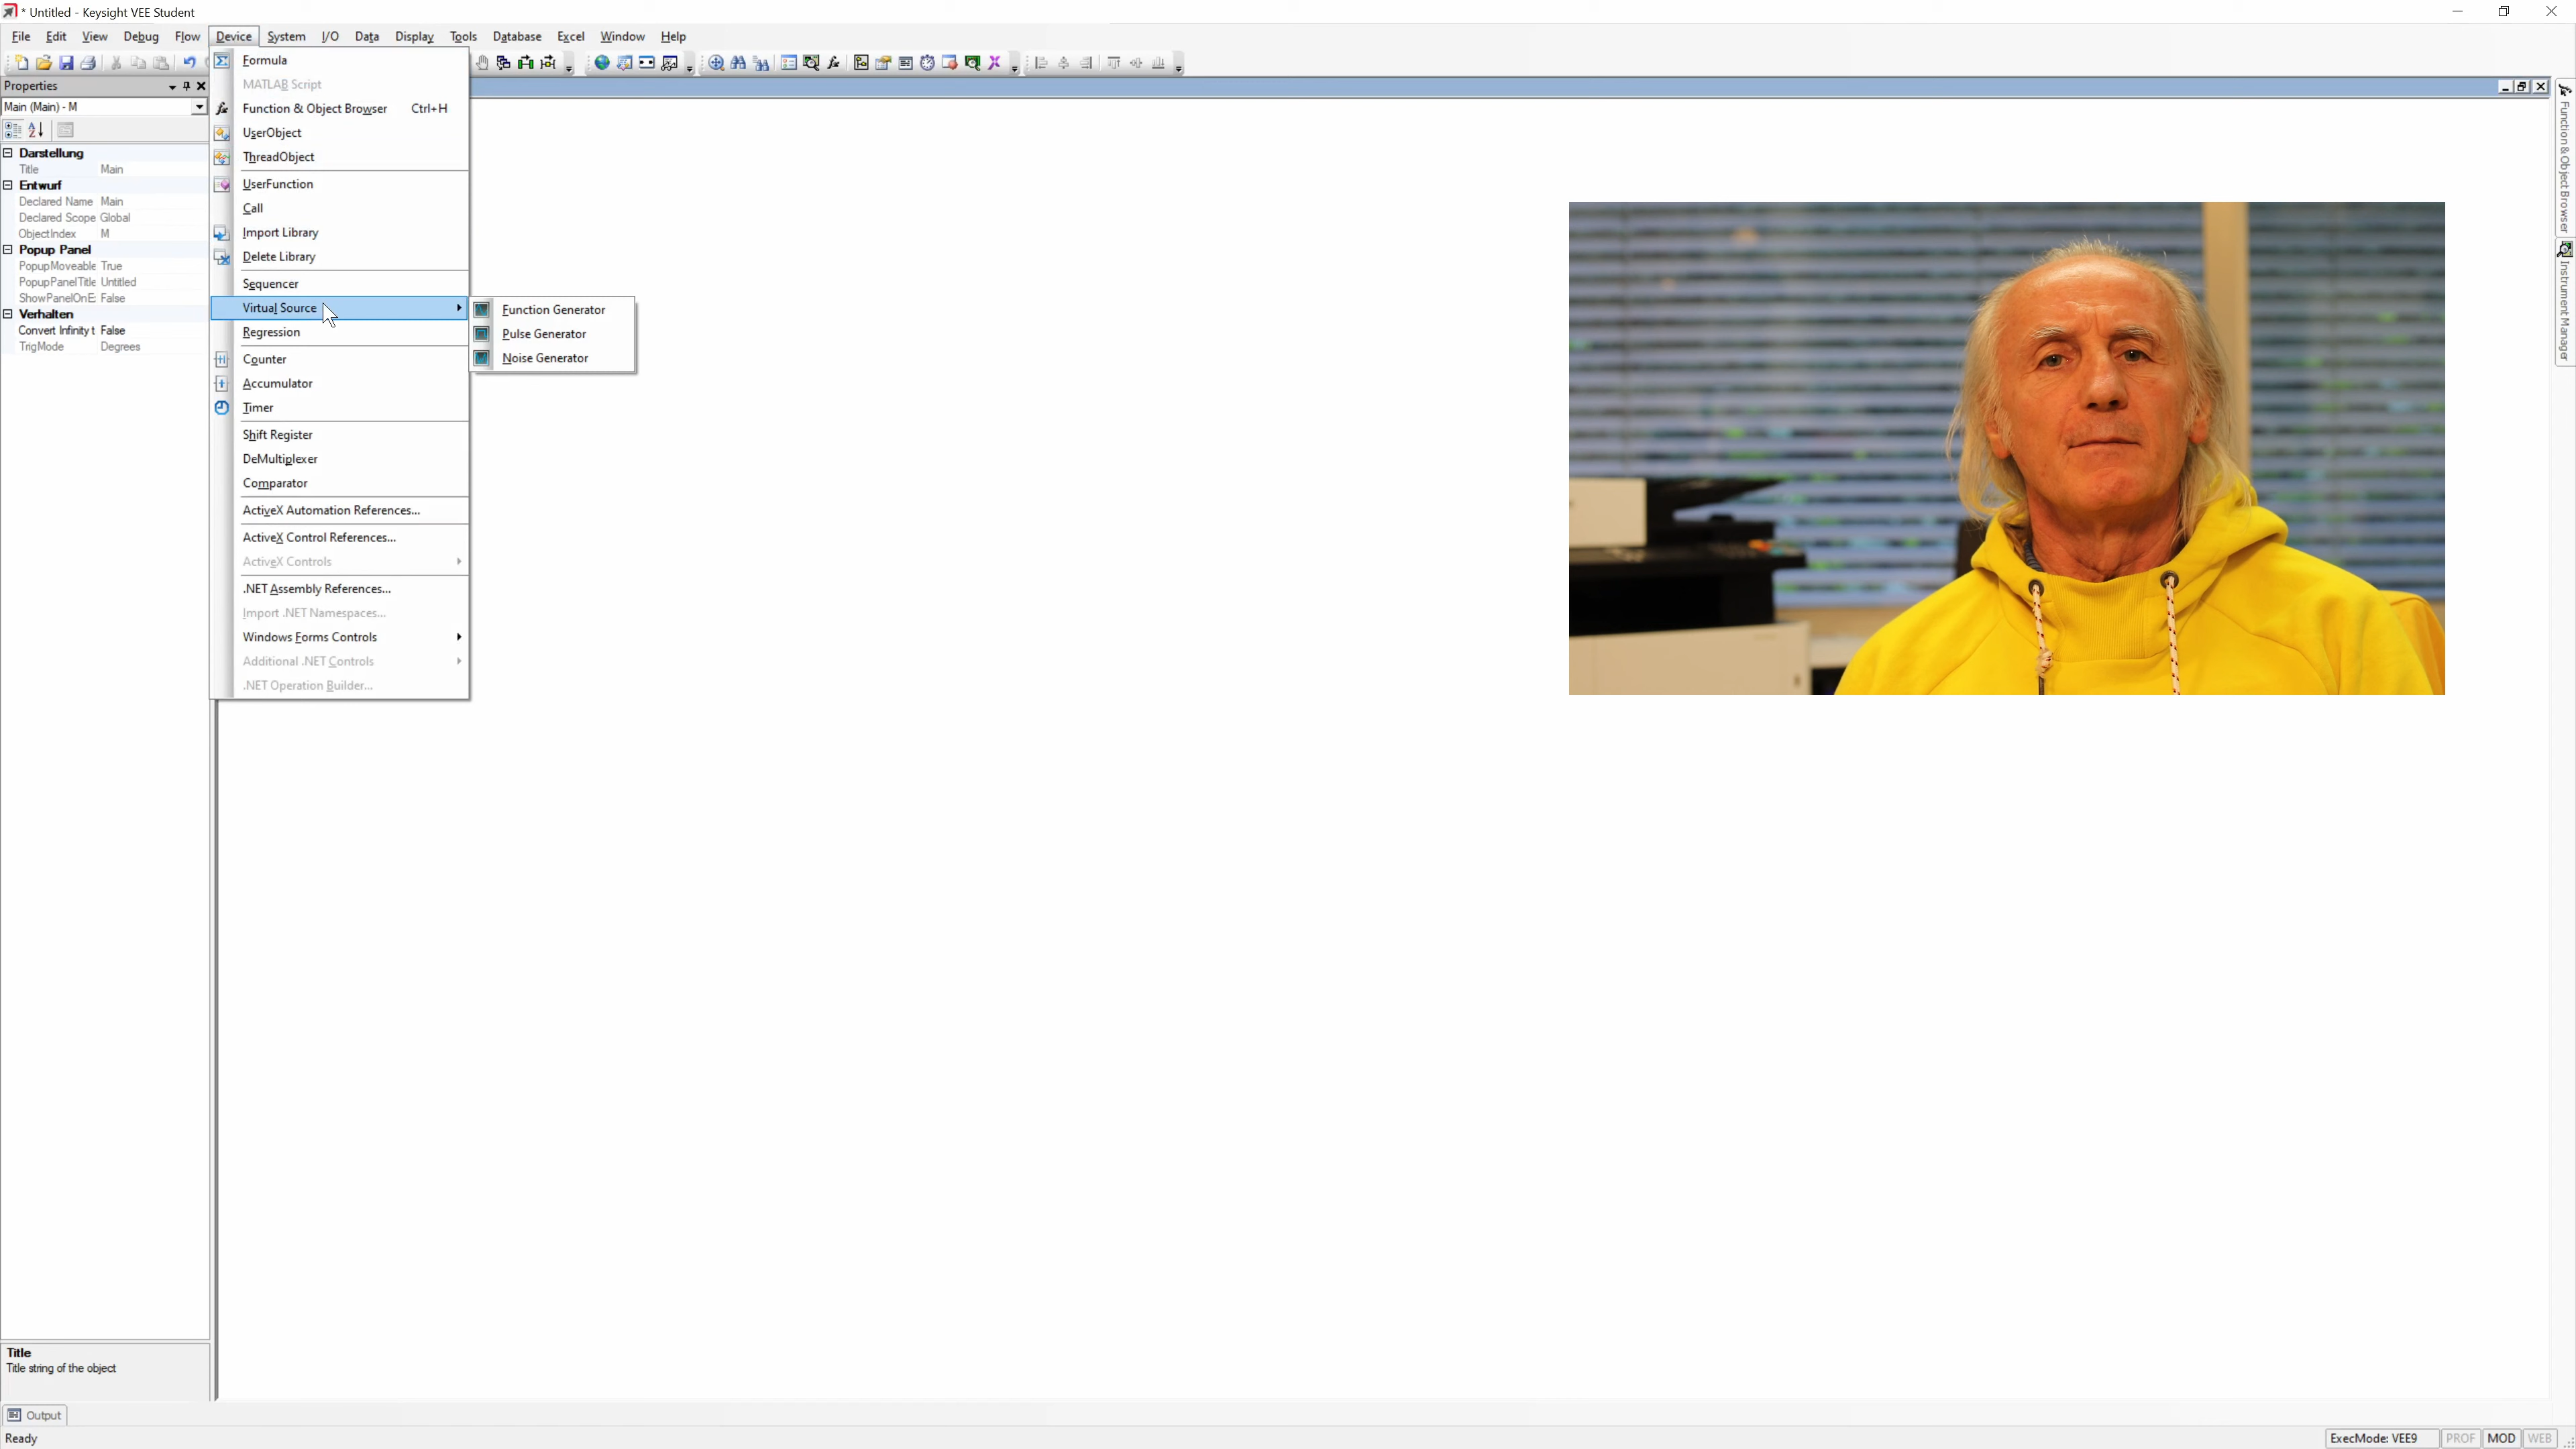 * Untitled - Keysight VEE Student
File Edit View Debug Flow Device System I/O Data Display Tools Database Excel Window Help
Properties
Main (Main) - M
Darstellung
Title Main
Entwurf
Declared Name Main
Declared Scope Global
ObjectIndex M
Popup Panel
PopupMoveable True
PopupPanelTitle Untitled
ShowPanelOnE: False
Verhalten
Convert Infinity t False
TrigMode Degrees
Formula
MATLAB Script
Function & Object Browser Ctrl+H
UserObject
ThreadObject
UserFunction
Call
Import Library
Delete Library
Sequencer
Virtual Source
Regression
Counter
Accumulator
Timer
Shift Register
DeMultiplexer
Comparator
ActiveX Automation References...
ActiveX Control References...
ActiveX Controls
.NET Assembly References...
Import .NET Namespaces...
Windows Forms Controls
Additional .NET Controls
.NET Operation Builder...
Function Generator
Pulse Generator
Noise Generator
Function & Object Browser
Instrument Manager
Title
Title string of the object
Output
Ready
ExecMode: VEE9 PROF MOD WEB